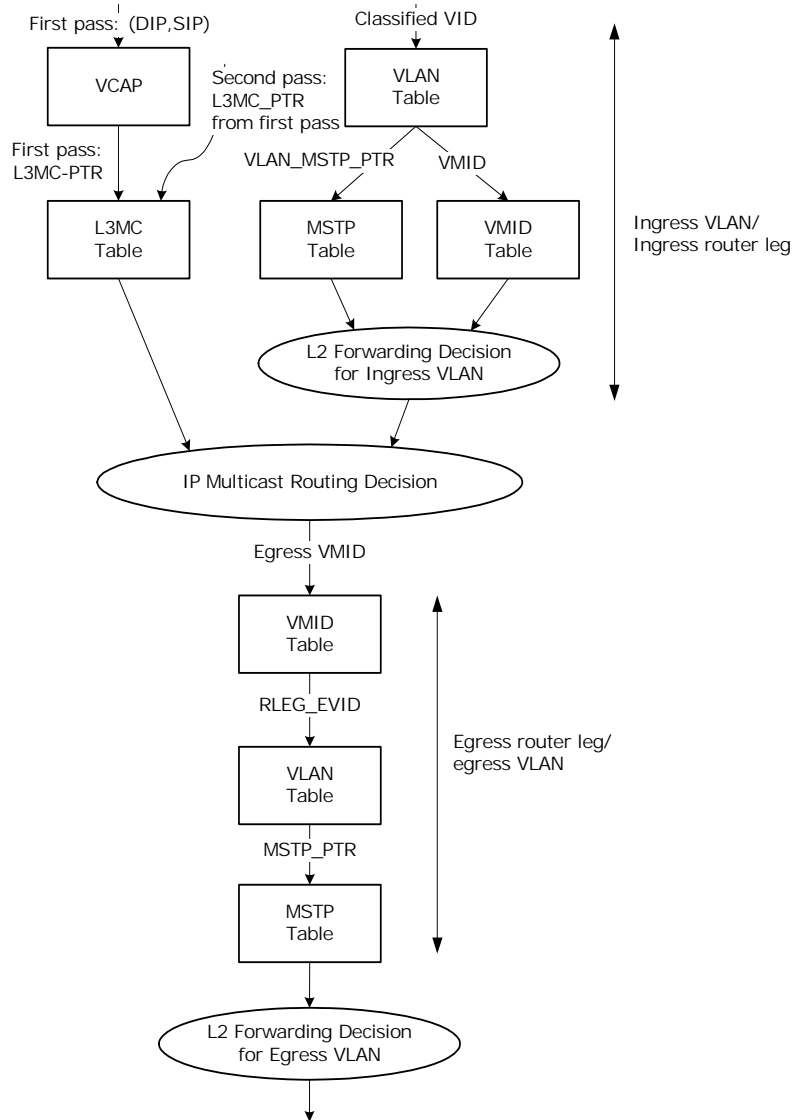 First pass: (DIP,SIP)
Classified VID
VCAP
Second pass:
L3MC_PTR
from first pass
VLAN
Table
First pass:
L3MC-PTR
VLAN_MSTP_PTR
VMID
L3MC
Table
MSTP
Table
VMID
Table
Ingress VLAN/
Ingress router leg
L2 Forwarding Decision
for Ingress VLAN
IP Multicast Routing Decision
Egress VMID
VMID
Table
RLEG_EVID
Egress router leg/
egress VLAN
VLAN
Table
MSTP_PTR
MSTP
Table
L2 Forwarding Decision
for Egress VLAN